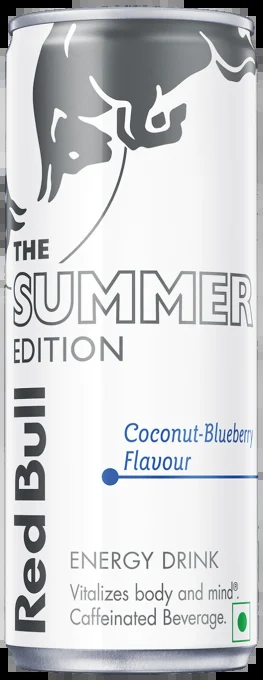 THE
SUMMER
EDITION
Red Bull
Coconut-Blueberry
Flavour
ENERGY DRINK
Vitalizes body and mind®.
Caffeinated Beverage.